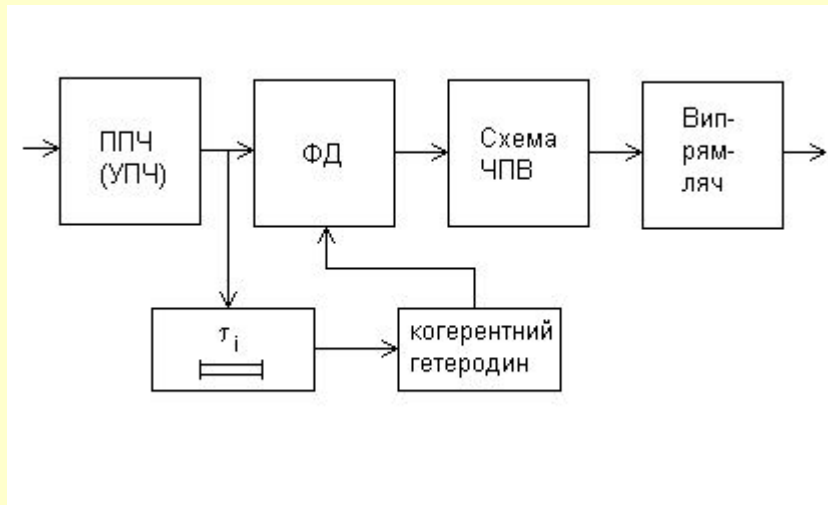 ППЧ
(УПЧ)
ФД
Схема
ЧПВ
Вип-
рям-
ляч
τi
когерентний
гетеродин